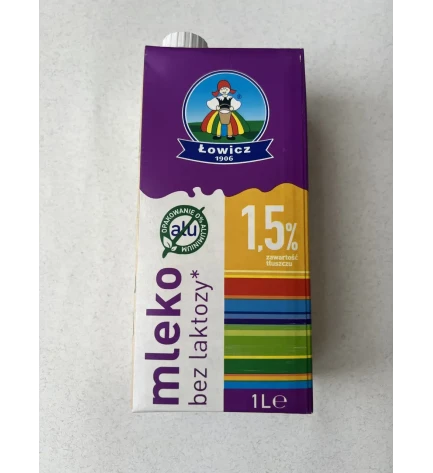 Łowicz
1906
1,5%
zawartość
tłuszczu
OPAKOWANIE 0% ALUMINIUM
alu
mleko
bez laktozy*
1L℮